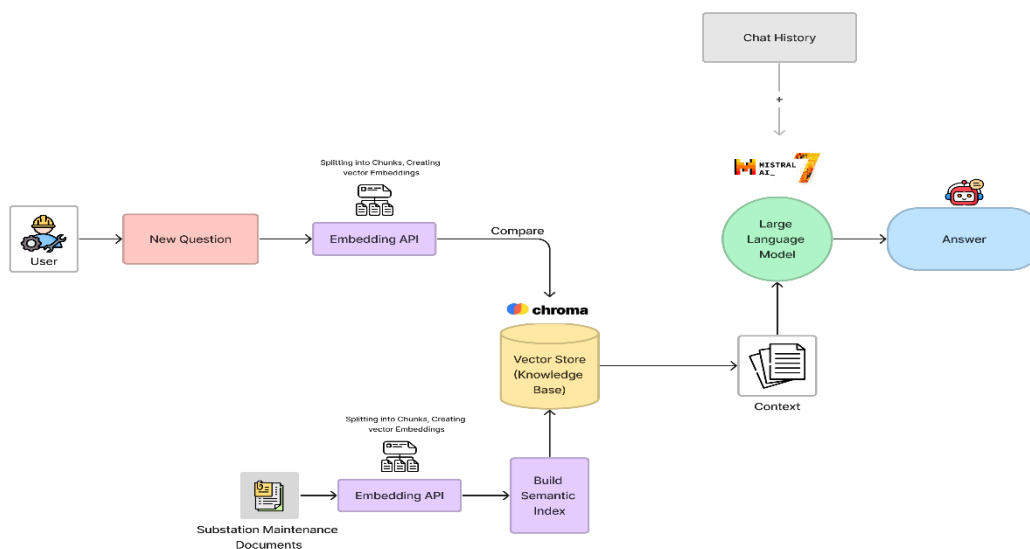 Chat History
+
MISTRAL
AI_
7
Splitting into Chunks, Creating
vector Embeddings
User
New Question
Embedding API
Compare
Large
Language
Model
Answer
chroma
Vector Store
(Knowledge
Base)
Context
Splitting into Chunks, Creating
vector Embeddings
Substation Maintenance
Documents
Embedding API
Build
Semantic
Index